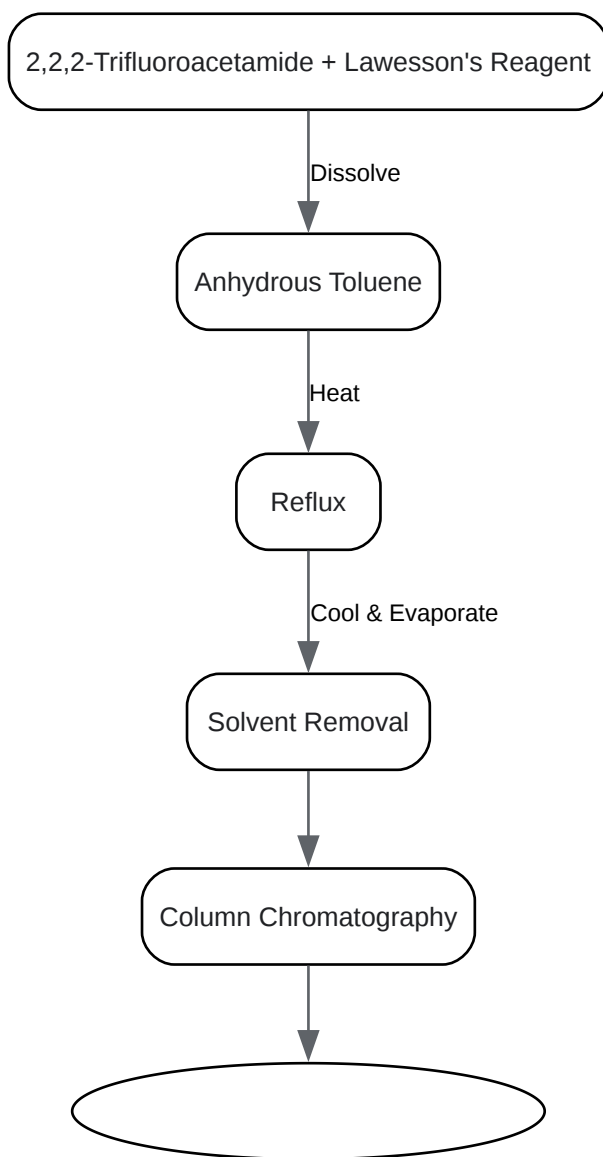 2,2,2-Trifluoroacetamide + Lawesson's Reagent
Dissolve
Anhydrous Toluene
Heat
Reflux
Cool & Evaporate
Solvent Removal
Column Chromatography